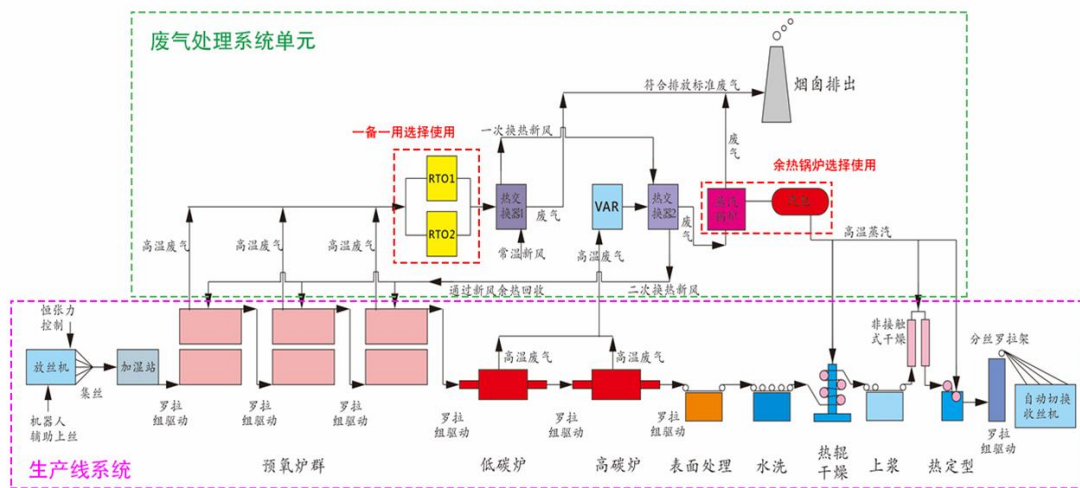 废气处理系统单元
符合排放标准废气
烟囱排出
一备一用选择使用
一次换热新风
废气
余热锅炉选择使用
RTO1
RTO2
热交
换器1
废气
VAR
热交
换器2
废气
蒸汽
锅炉
高温废气
高温废气
高温废气
常温新风
高温废气
高温蒸汽
通过新风余热回收
二次换热新风
恒张力
控制
放丝机
集丝
加湿站
机器人
辅助上丝
罗拉
组驱动
罗拉
组驱动
罗拉
组驱动
高温废气
高温废气
罗拉
组驱动
罗拉
组驱动
罗拉
组驱动
非接触
式干燥
分丝罗拉架
自动切换
收丝机
罗拉
组驱动
生产线系统
预氧炉群
低碳炉
高碳炉
表面处理
水洗
热辊
干燥
上浆
热定型